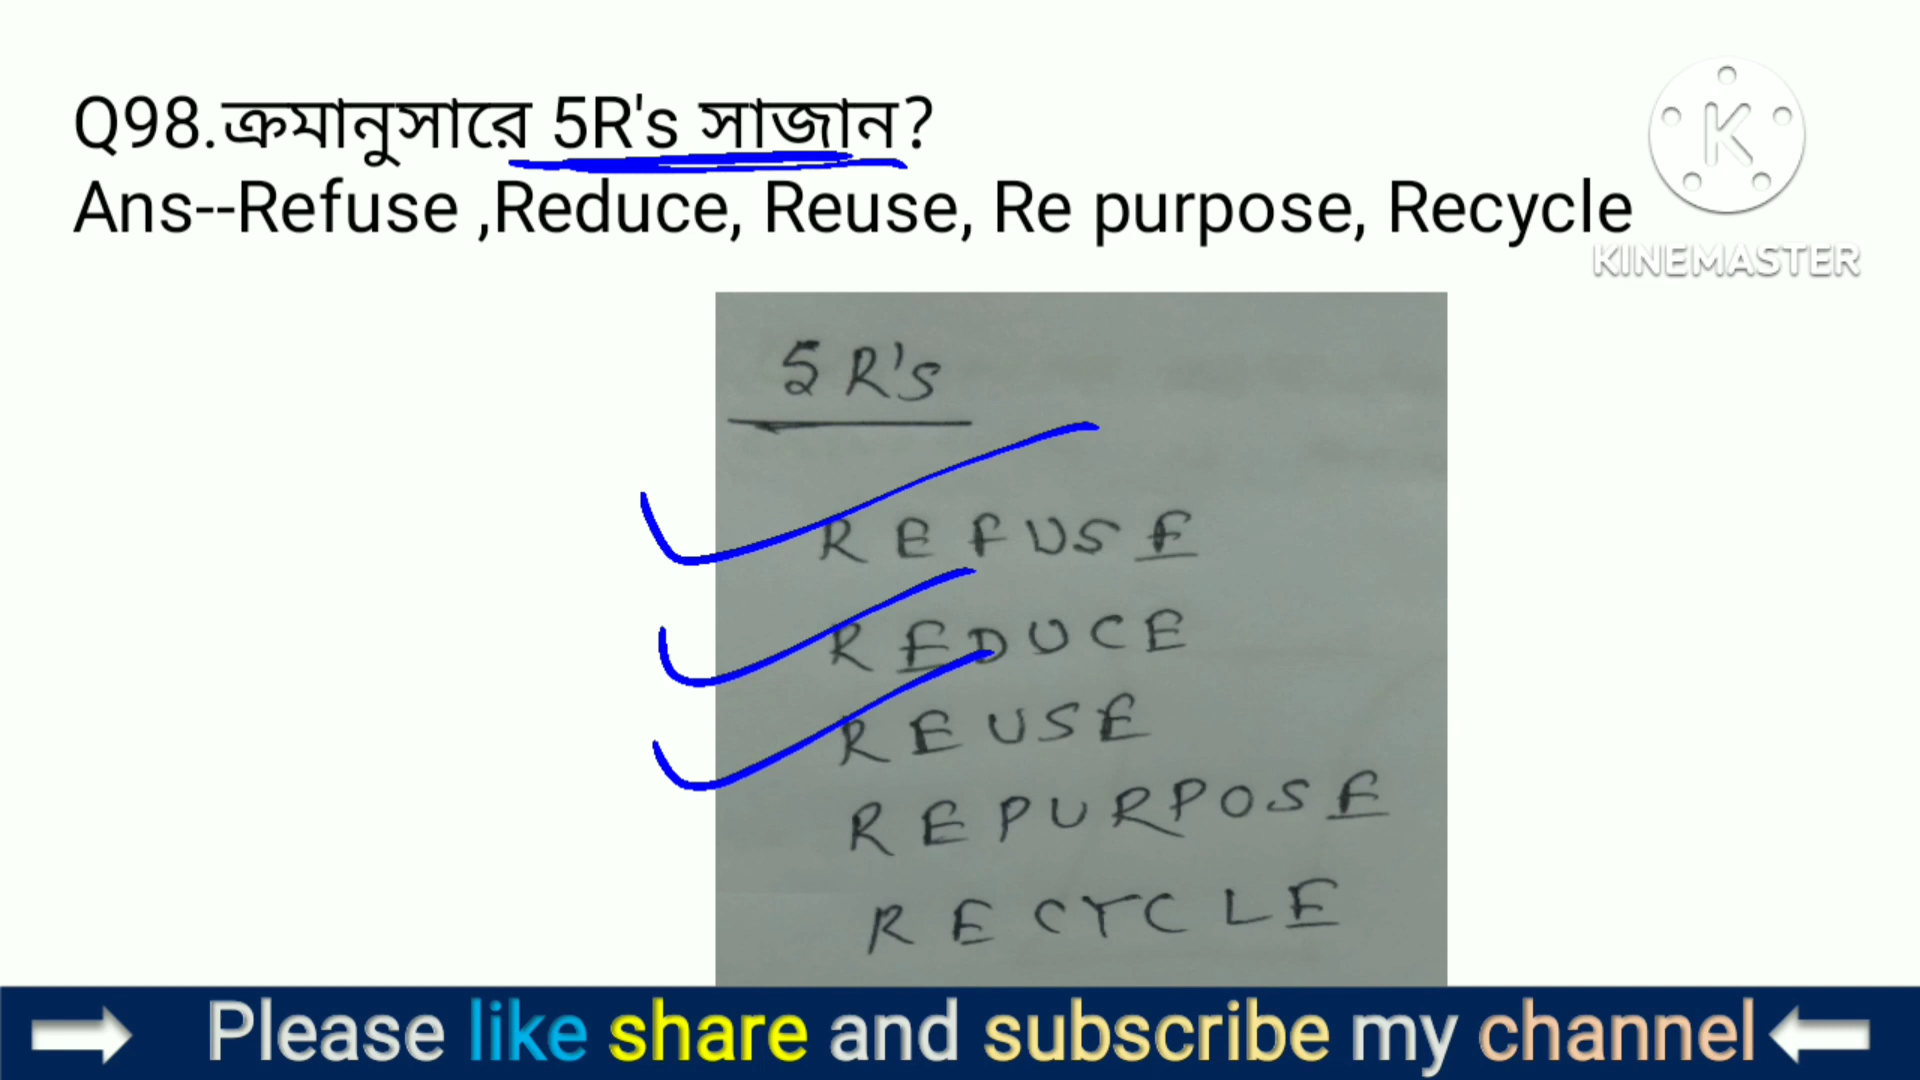 Q98.ক্রমানুসারে 5R's সাজান?
Ans--Refuse ,Reduce, Reuse, Re purpose, Recycle
K
KINEMASTER
5 R's
REFUSE
REDUCE
REUSE
REPURPOSE
RECYCLE
Please like share and subscribe my channel